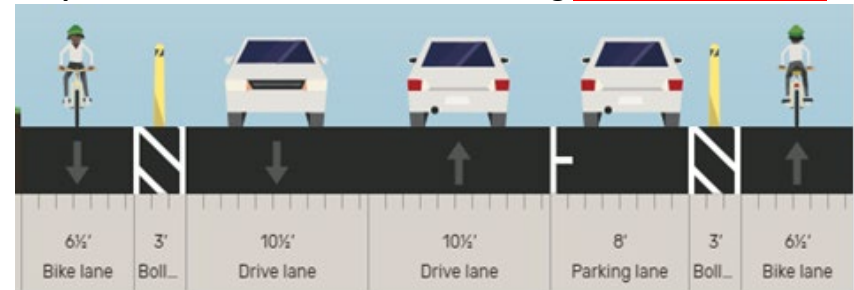 6½' 3' 10½' 10½' 8' 3' 6½'
Bike lane Boll... Drive lane Drive lane Parking lane Boll... Bike lane